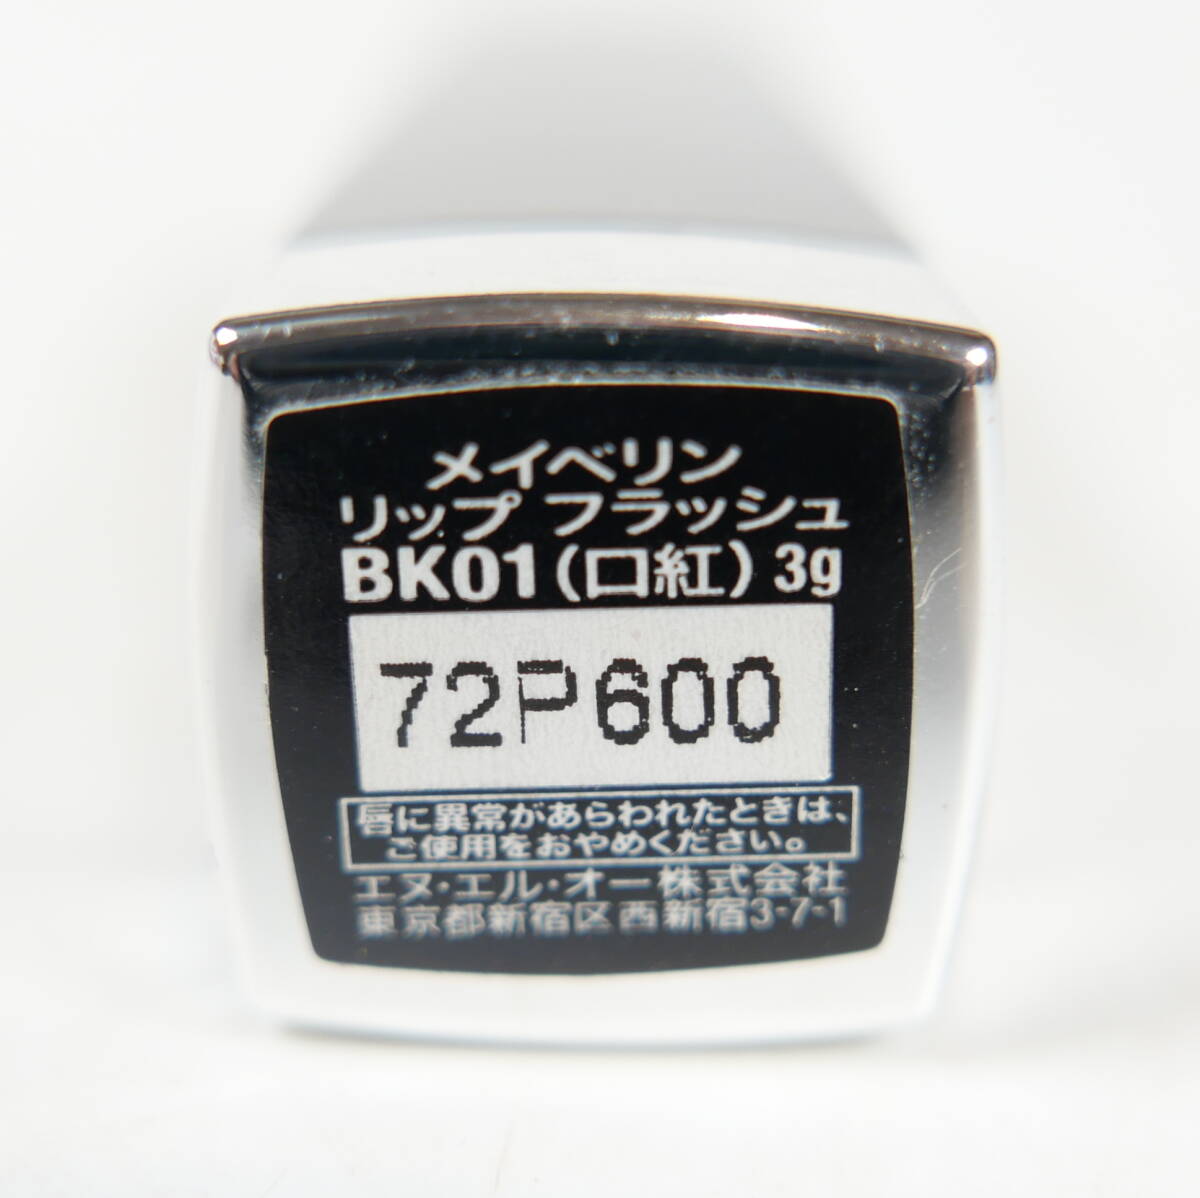 メイベリン
リップ フラッシュ
BK01(口紅) 3g
72P600
唇に異常があらわれたときは、
ご使用をおやめください。
エヌ・エル・オー株式会社
東京都新宿区西新宿3-7-1